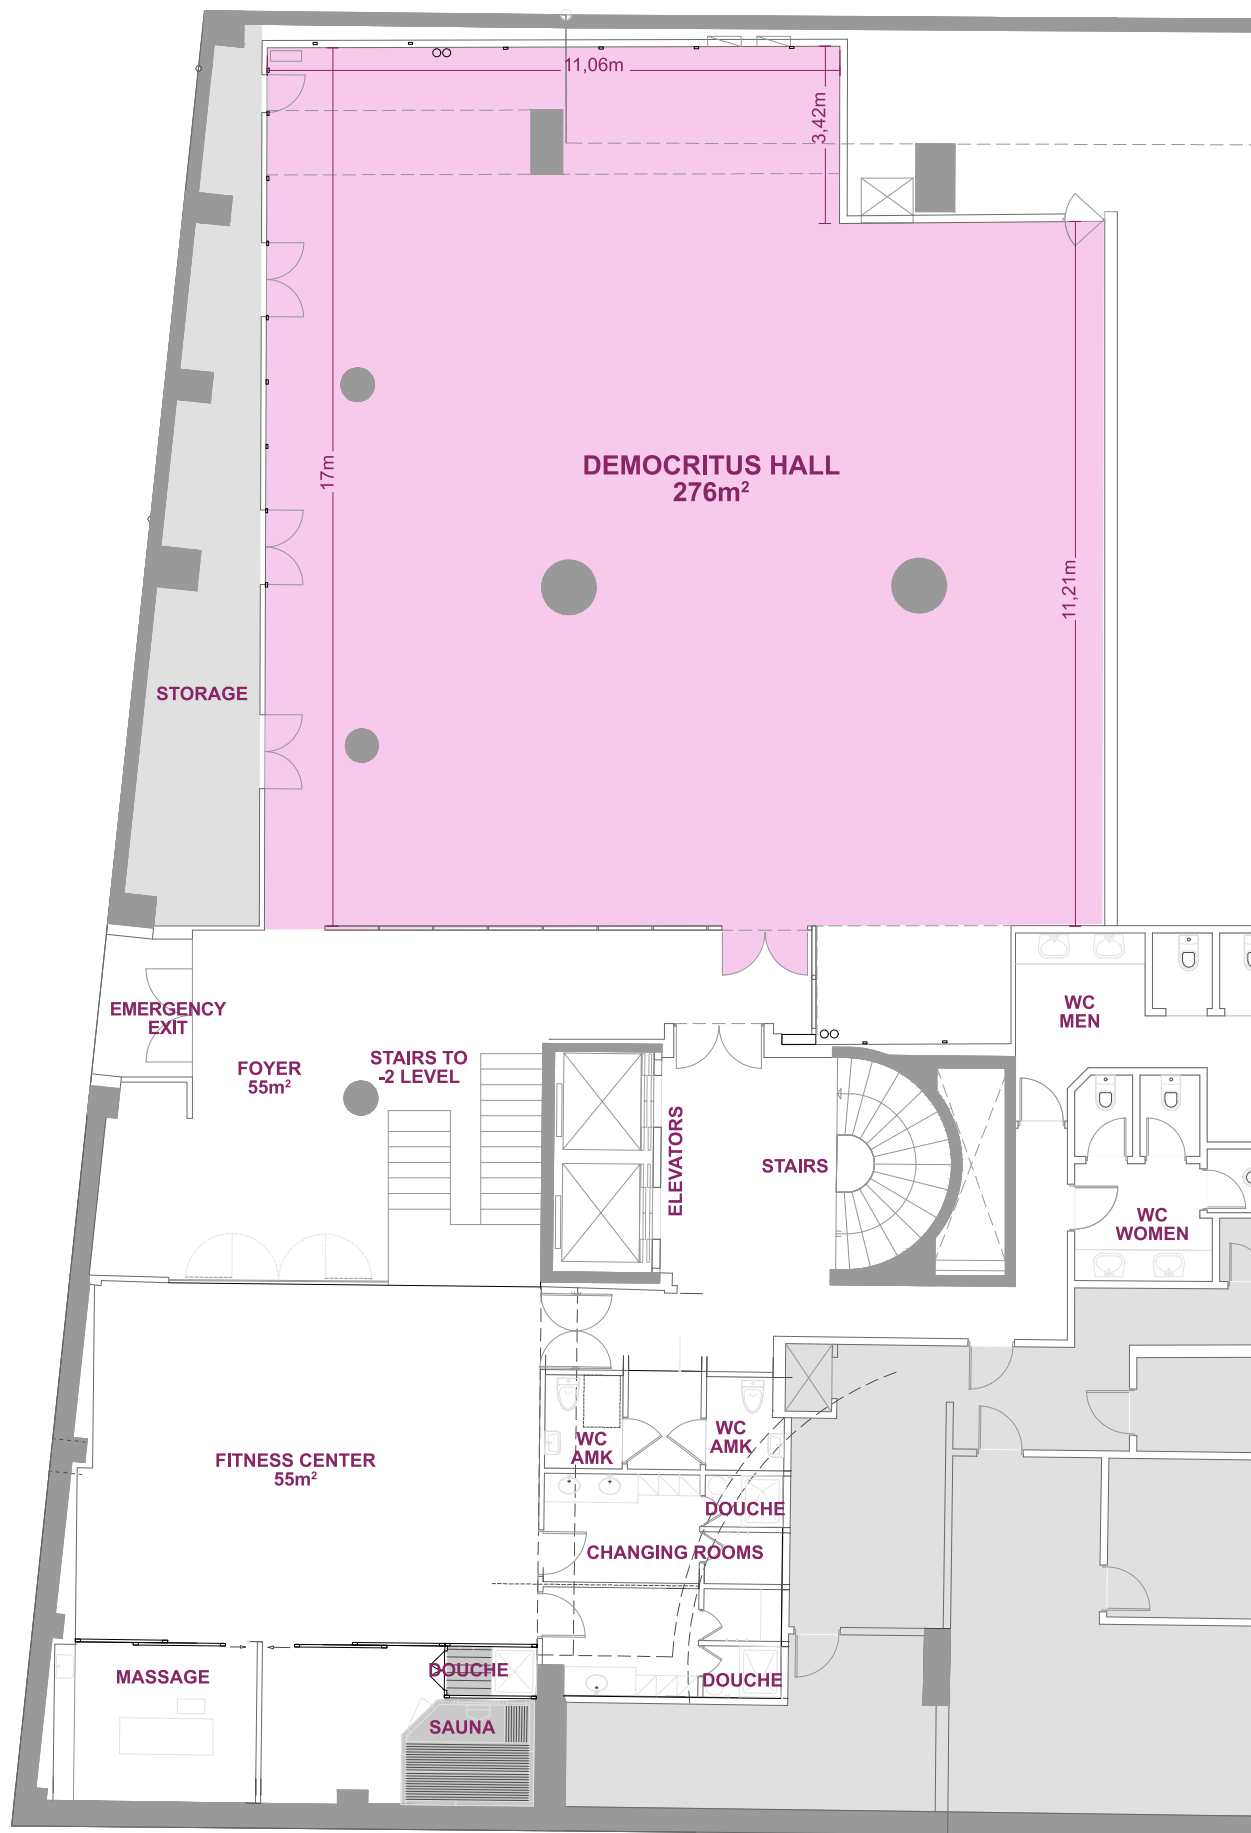 11,06m
3,42m
17m
DEMOCRITUS HALL
276m²
11,21m
STORAGE
EMERGENCY
EXIT
FOYER
55m²
STAIRS TO
-2 LEVEL
ELEVATORS
STAIRS
WC
MEN
WC
WOMEN
FITNESS CENTER
55m²
WC
AMK
WC
AMK
DOUCHE
CHANGING ROOMS
MASSAGE
DOUCHE
DOUCHE
SAUNA